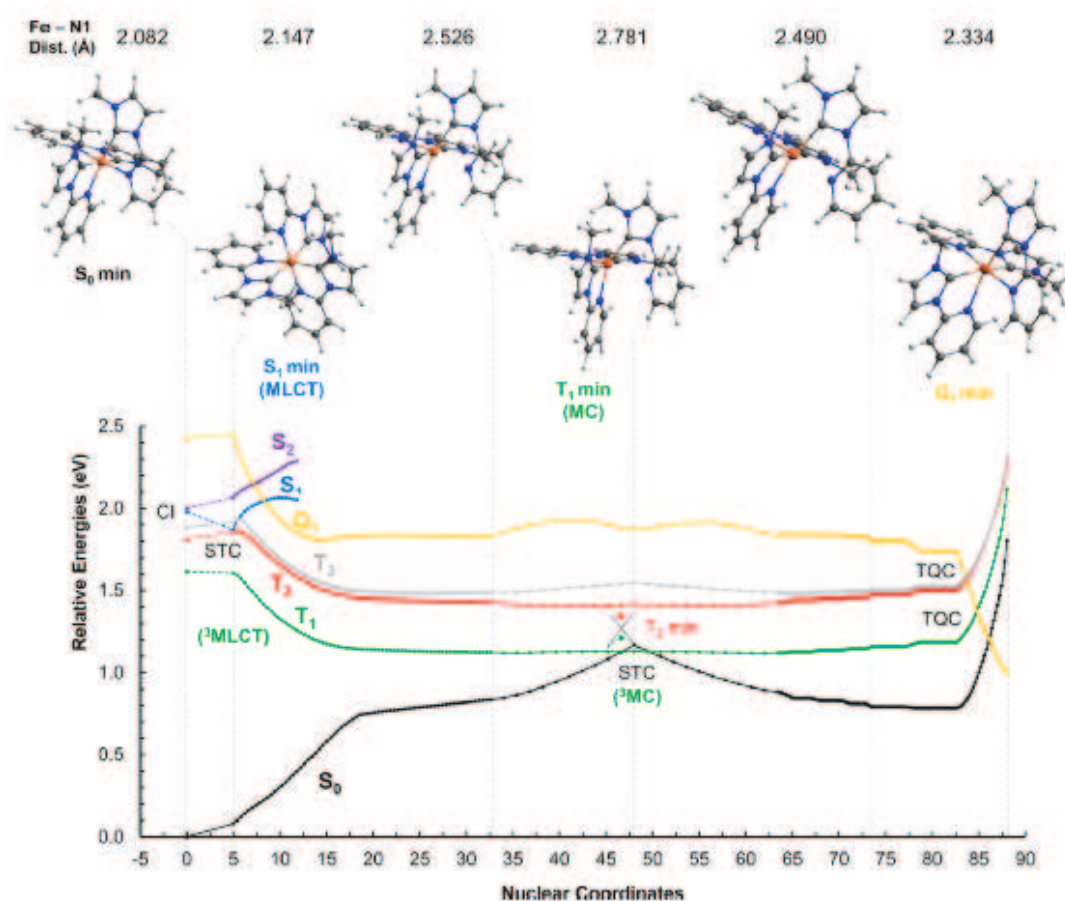 Fe – N1
Dist. (Å)
2.082 2.147 2.526 2.781 2.490 2.334
S₀ min
S₁ min
(MLCT)
T₁ min
(MC)
Q₁ min
Relative Energies (eV)
2.5
2.0
1.5
1.0
0.5
0.0
CI
S₂
S₁
STC
Q₁
T₃
T₂
T₁
(³MLCT)
T₂ min
STC
(³MC)
TQC
TQC
S₀
-5 0 5 10 15 20 25 30 35 40 45 50 55 60 65 70 75 80 85 90
Nuclear Coordinates